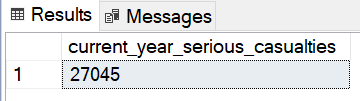 Results Messages
current_year_serious_casualties
1 27045